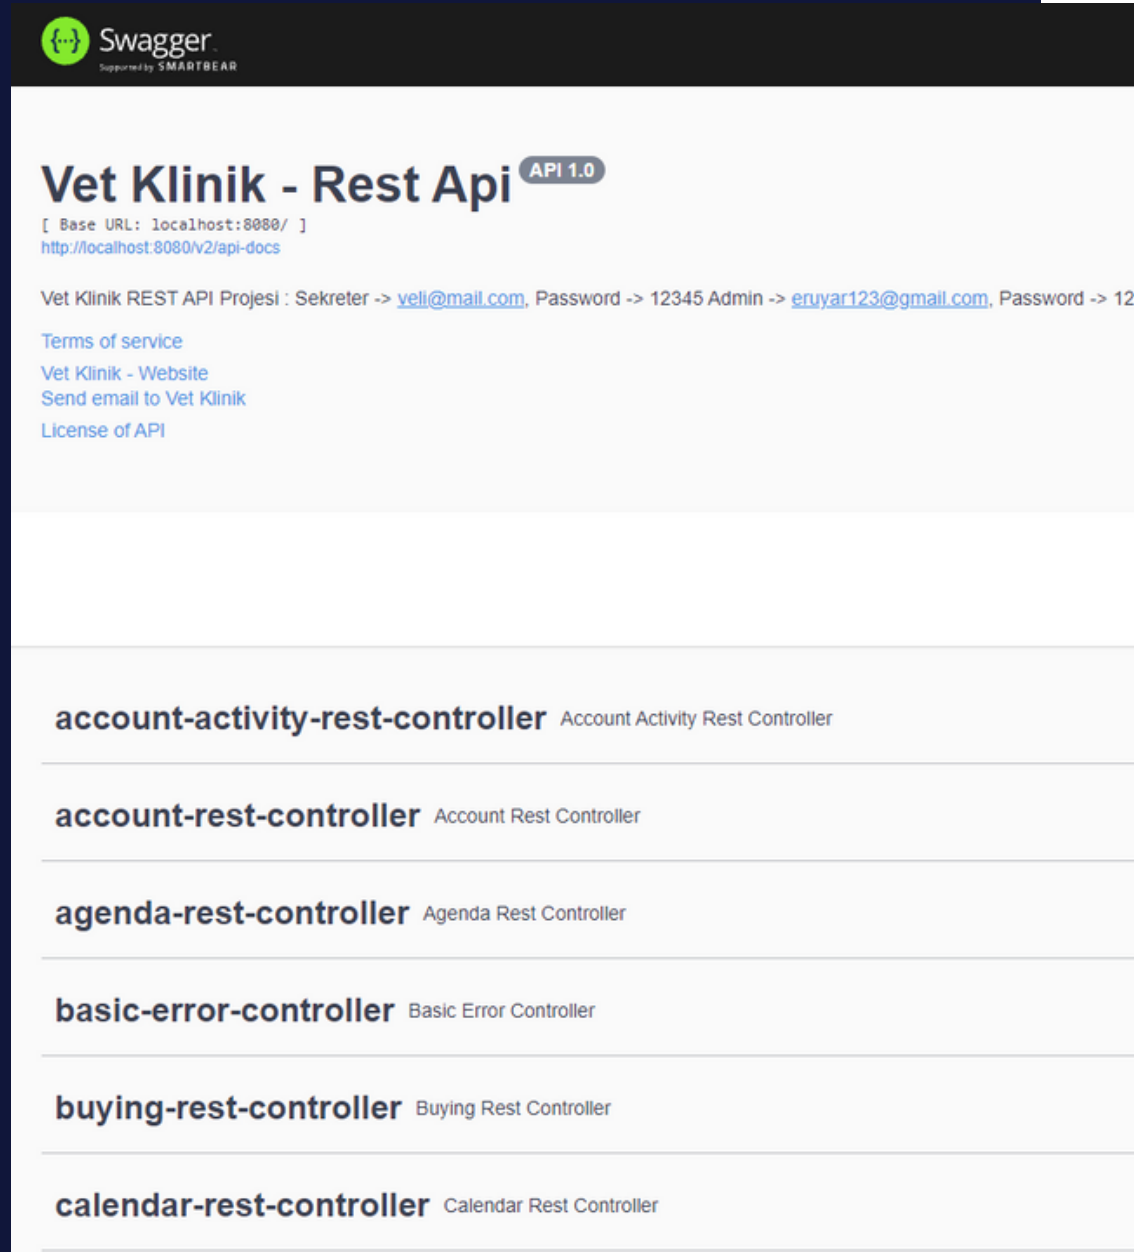 Swagger
Supported by SMARTBEAR
Vet Klinik - Rest Api API 1.0
[ Base URL: localhost:8080/ ]
http://localhost:8080/v2/api-docs
Vet Klinik REST API Projesi : Sekreter -> veli@mail.com, Password -> 12345 Admin -> eruyar123@gmail.com, Password -> 12
Terms of service
Vet Klinik - Website
Send email to Vet Klinik
License of API
account-activity-rest-controller Account Activity Rest Controller
account-rest-controller Account Rest Controller
agenda-rest-controller Agenda Rest Controller
basic-error-controller Basic Error Controller
buying-rest-controller Buying Rest Controller
calendar-rest-controller Calendar Rest Controller